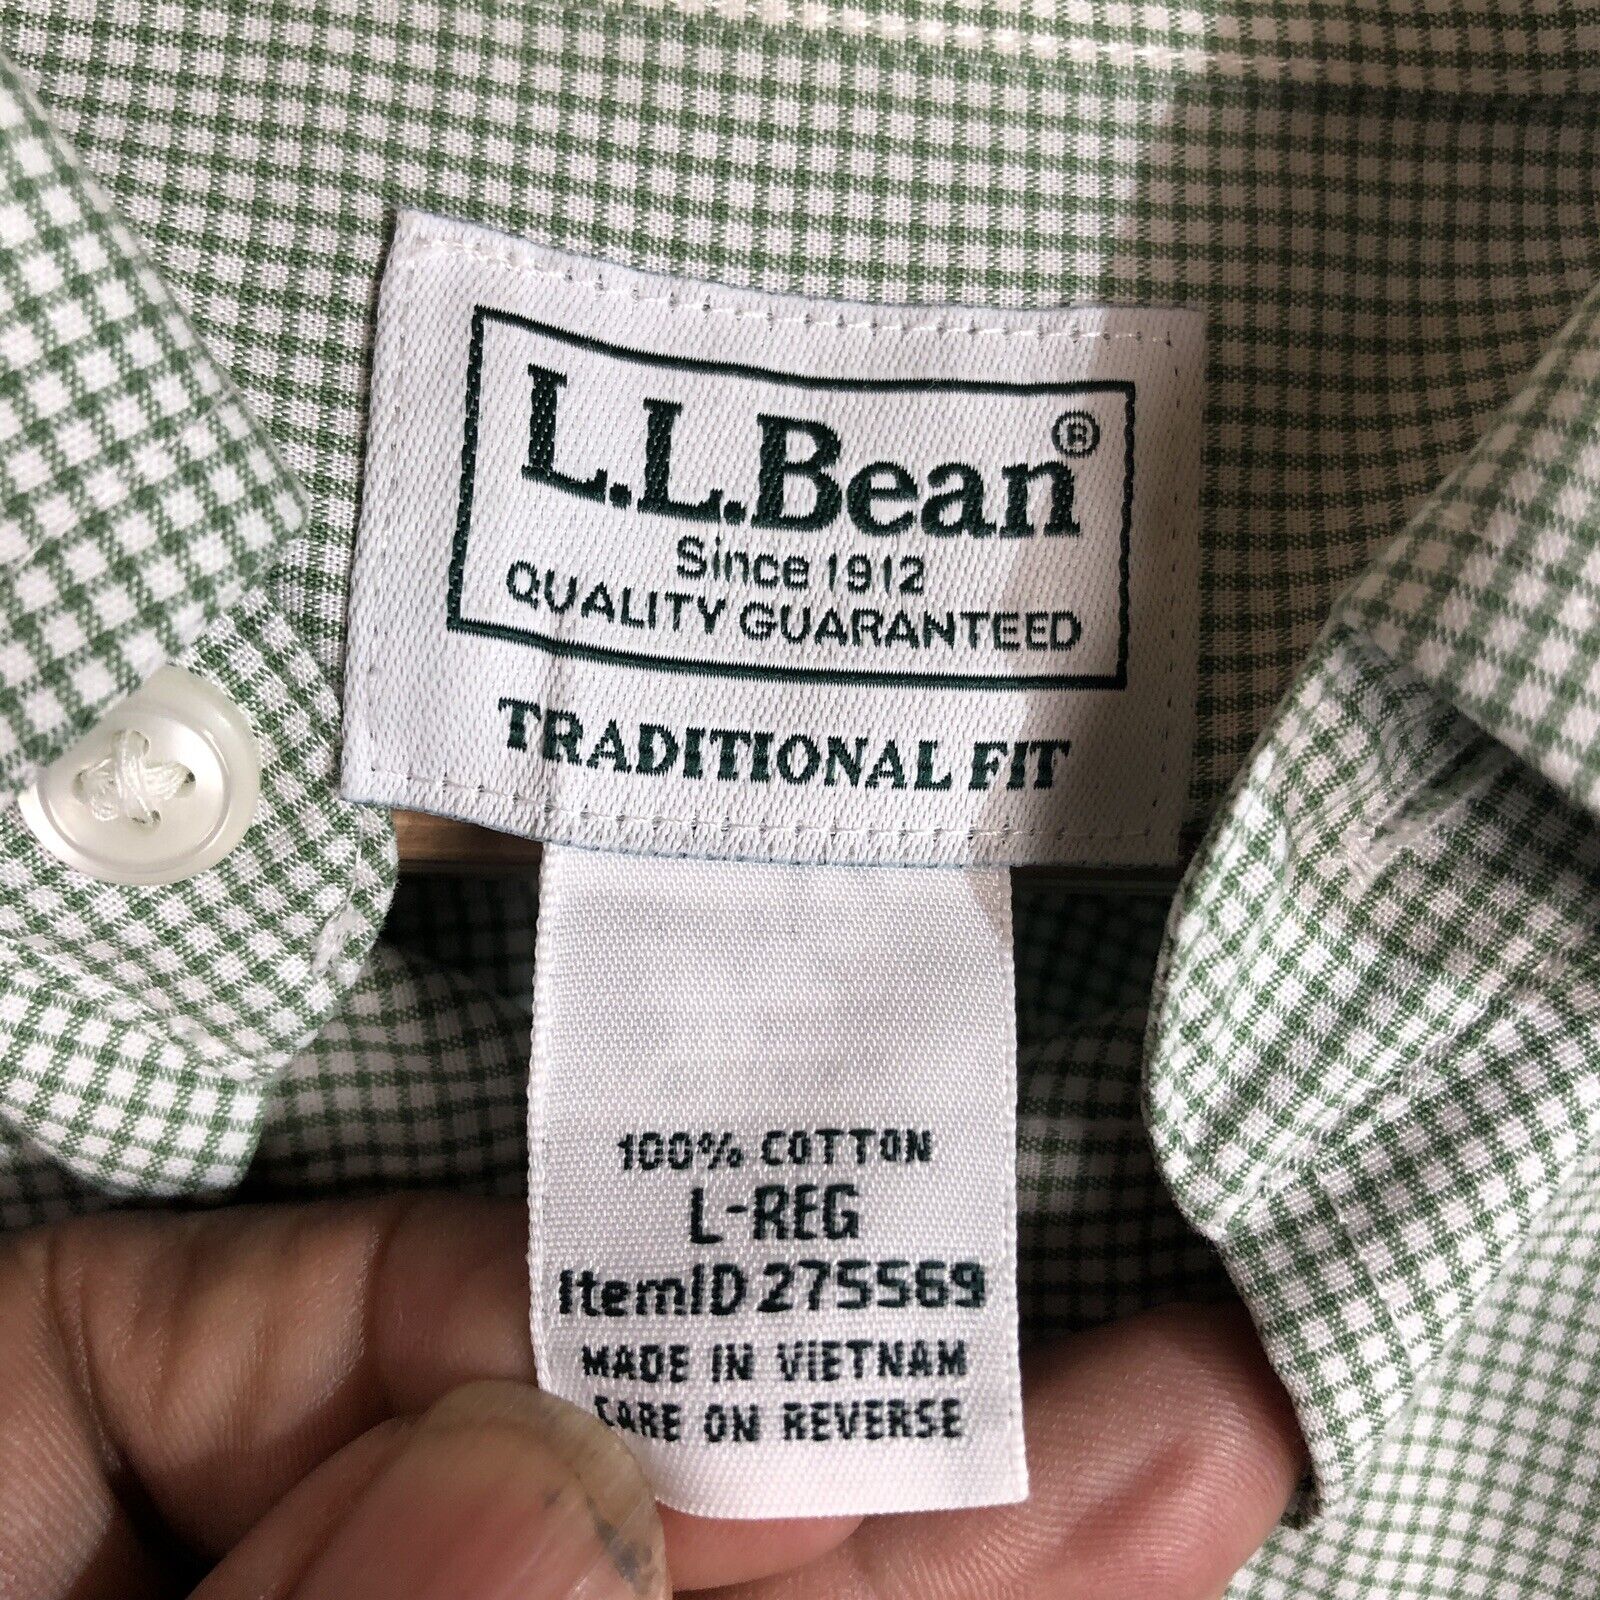 L.L.Bean®
Since 1912
QUALITY GUARANTEED
TRADITIONAL FIT
100% COTTON
L-REG
ItemID 275569
MADE IN VIETNAM
CARE ON REVERSE